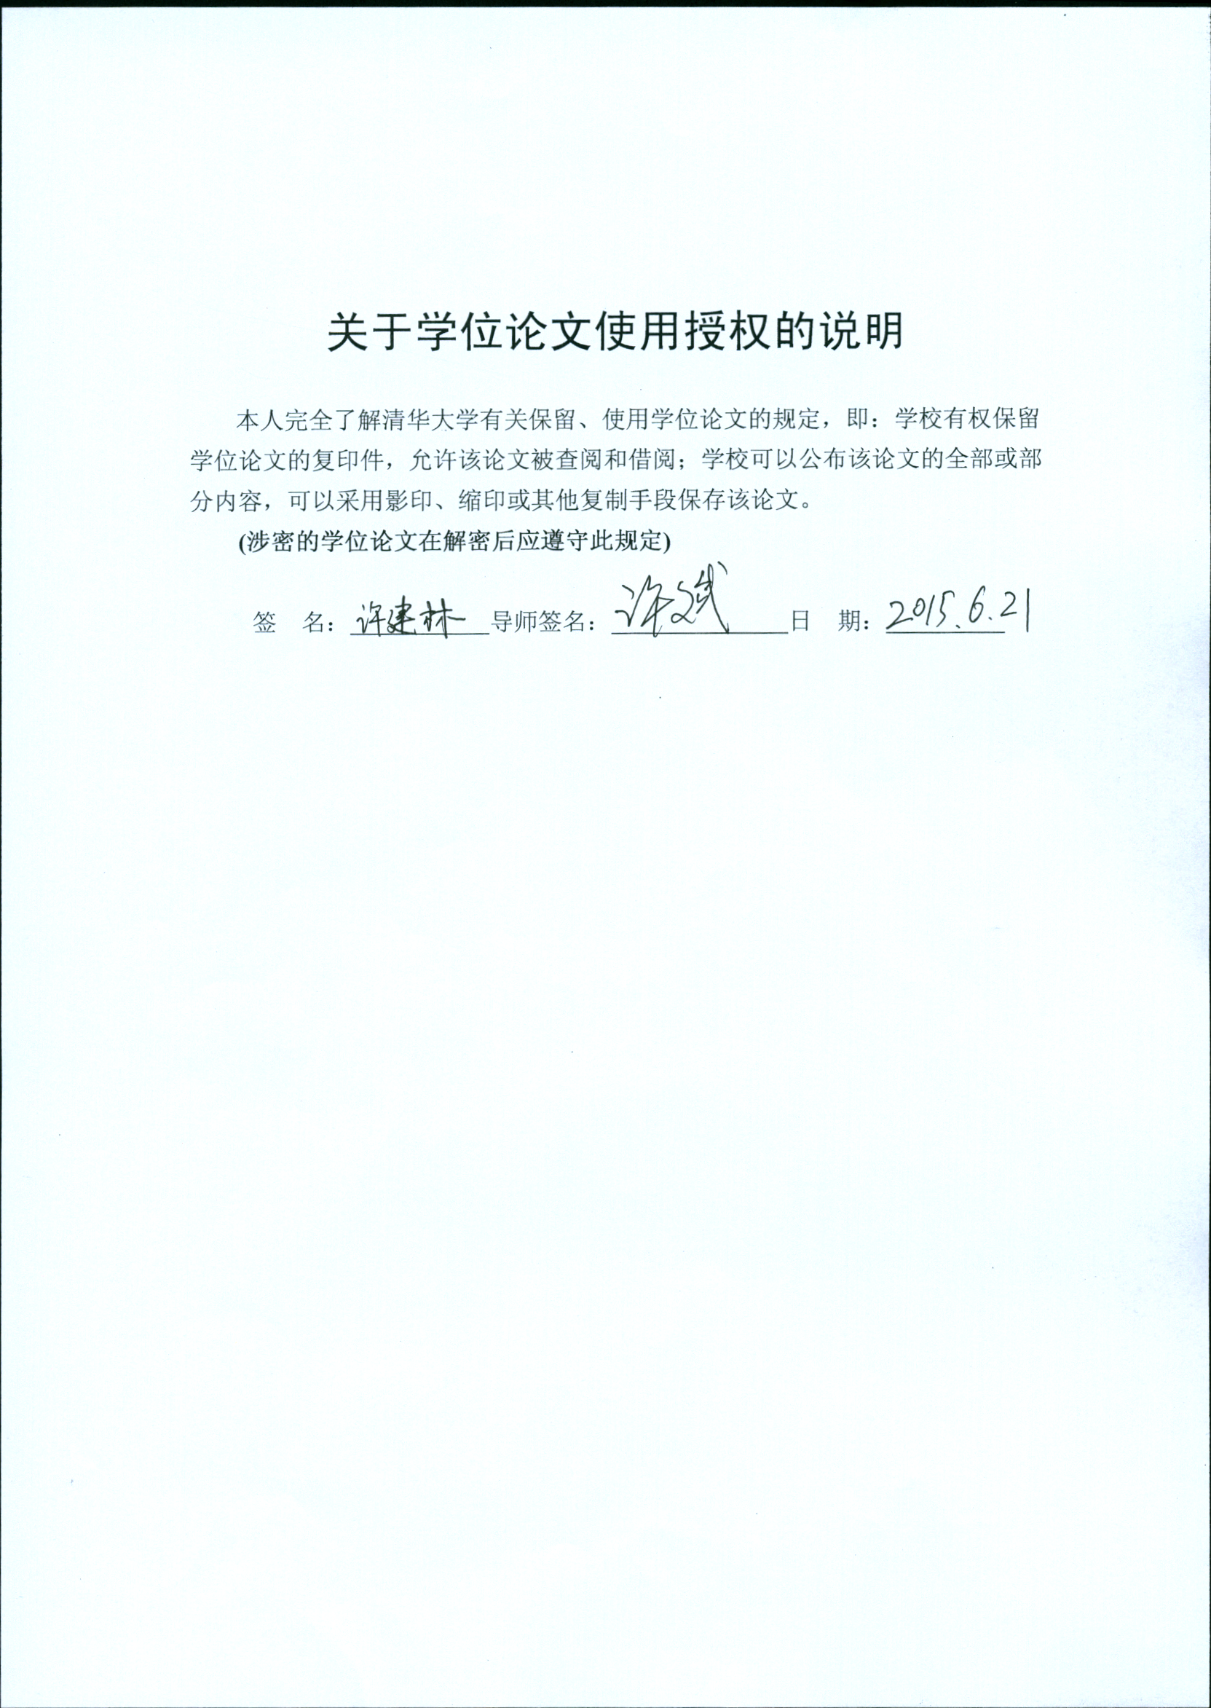 关于学位论文使用授权的说明
本人完全了解清华大学有关保留、使用学位论文的规定，即：学校有权保留
学位论文的复印件，允许该论文被查阅和借阅；学校可以公布该论文的全部或部
分内容，可以采用影印、缩印或其他复制手段保存该论文。
(涉密的学位论文在解密后应遵守此规定)
签 名：许建林 导师签名：许斌 日 期：2015.6.21